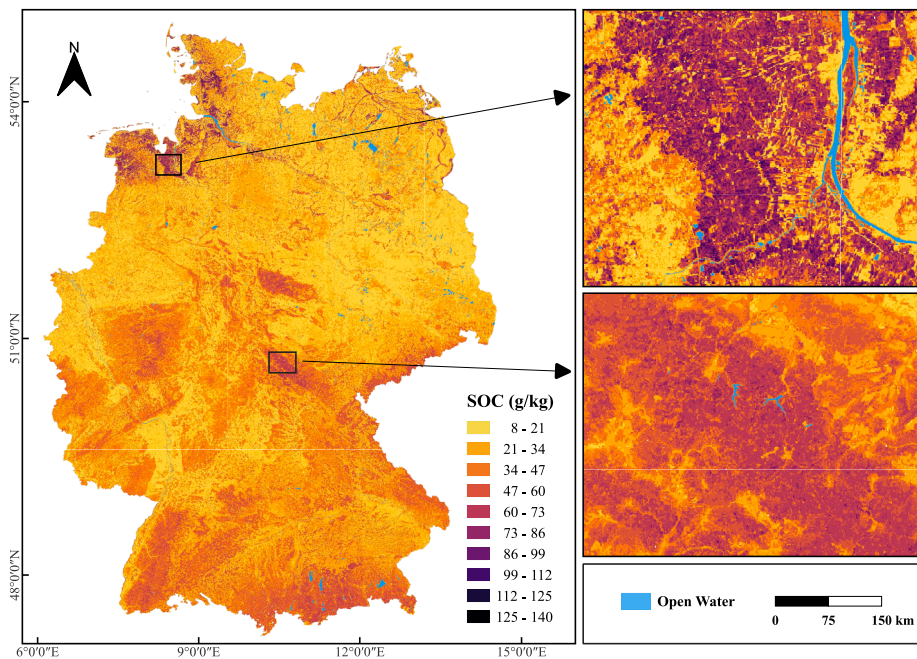 N
54°0'0"N
51°0'0"N
48°0'0"N
6°0'0"E
9°0'0"E
12°0'0"E
15°0'0"E
SOC (g/kg)
8 - 21
21 - 34
34 - 47
47 - 60
60 - 73
73 - 86
86 - 99
99 - 112
112 - 125
125 - 140
Open Water
0 75 150 km